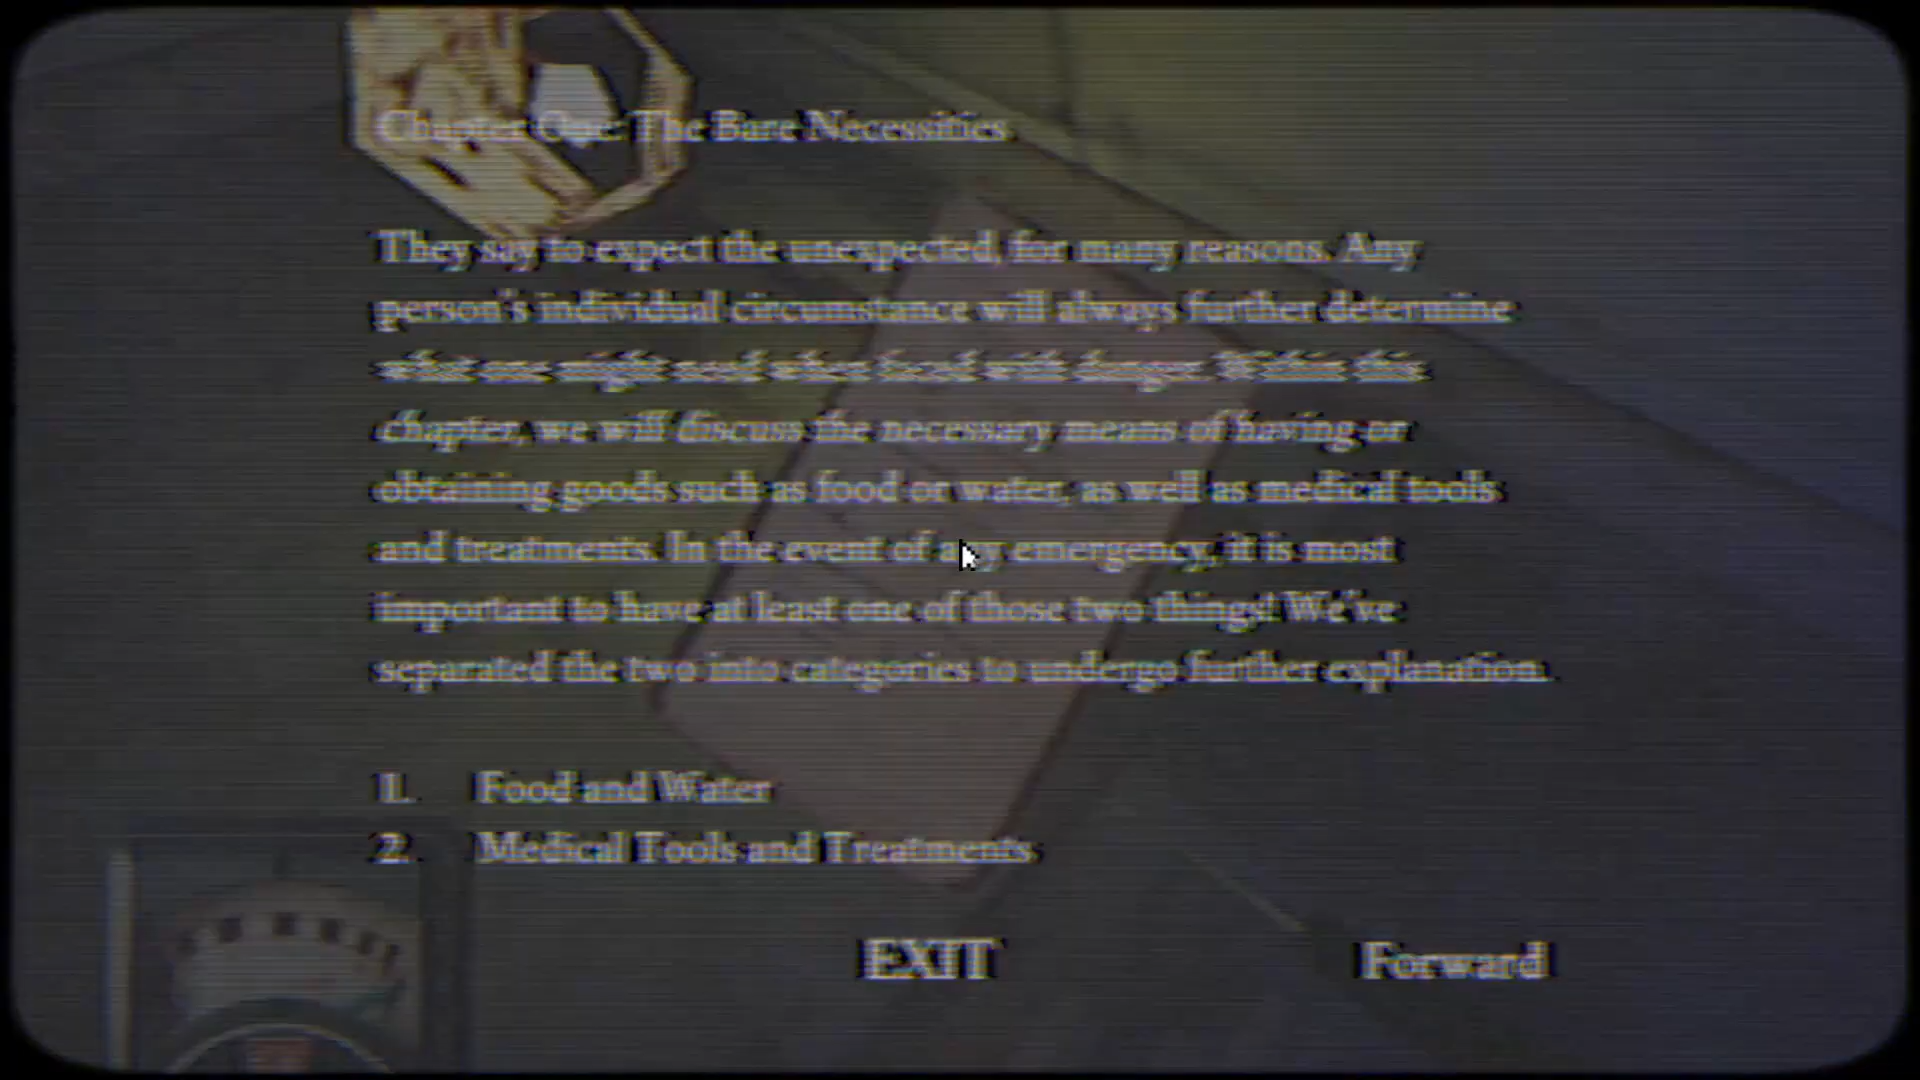 Chapter One: The Bare Necessities
They say to expect the unexpected, for many reasons. Any
person's individual circumstance will always further determine
what one might need when faced with danger. Within this
chapter, we will discuss the necessary means of having or
obtaining goods such as food or water, as well as medical tools
and treatments. In the event of any emergency, it is most
important to have at least one of those two things! We've
separated the two into categories to undergo further explanation.
1. Food and Water
2. Medical Tools and Treatments
EXIT
Forward